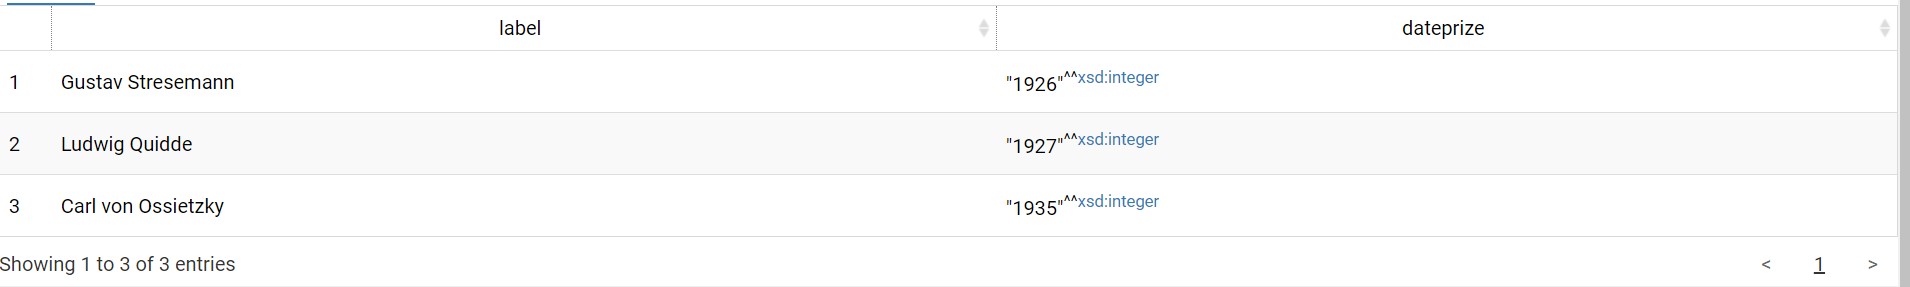 label dateprize
1 Gustav Stresemann "1926"^^xsd:integer
2 Ludwig Quidde "1927"^^xsd:integer
3 Carl von Ossietzky "1935"^^xsd:integer
Showing 1 to 3 of 3 entries < 1 >